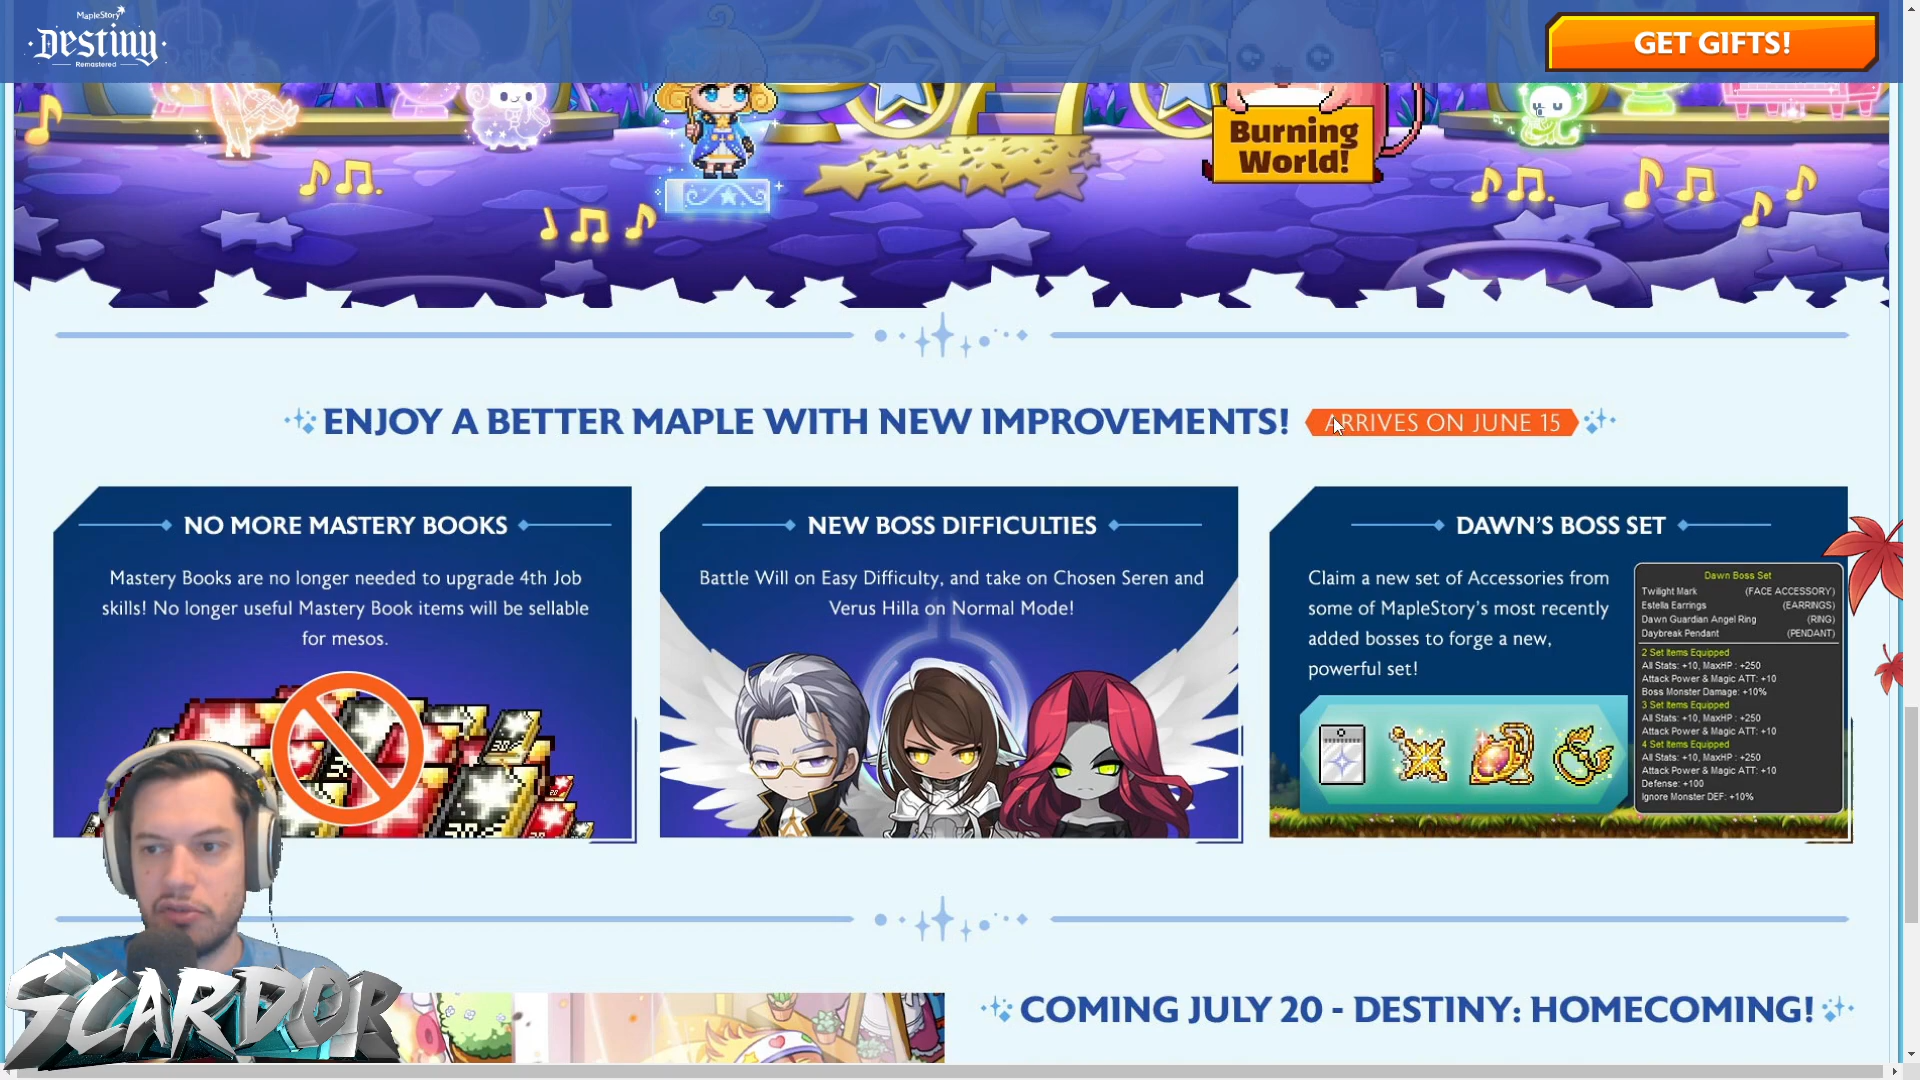 MapleStory
Destiny
Remastered
GET GIFTS!
Burning
World!
ENJOY A BETTER MAPLE WITH NEW IMPROVEMENTS!
ARRIVES ON JUNE 15
NO MORE MASTERY BOOKS
Mastery Books are no longer needed to upgrade 4th Job
skills! No longer useful Mastery Book items will be sellable
for mesos.
NEW BOSS DIFFICULTIES
Battle Will on Easy Difficulty, and take on Chosen Seren and
Verus Hilla on Normal Mode!
DAWN'S BOSS SET
Claim a new set of Accessories from
some of MapleStory's most recently
added bosses to forge a new,
powerful set!
Dawn Boss Set
Twilight Mark (FACE ACCESSORY)
Estella Earrings (EARRINGS)
Dawn Guardian Angel Ring (RING)
Daybreak Pendant (PENDANT)
2 Set Items Equipped
All Stats: +10, MaxHP : +250
Attack Power & Magic ATT: +10
Boss Monster Damage: +10%
3 Set Items Equipped
All Stats: +10, MaxHP : +250
Attack Power & Magic ATT: +10
4 Set Items Equipped
All Stats: +10, MaxHP : +250
Attack Power & Magic ATT: +10
Defense: +100
Ignore Monster DEF: +10%
SCARDOR
COMING JULY 20 - DESTINY: HOMECOMING!